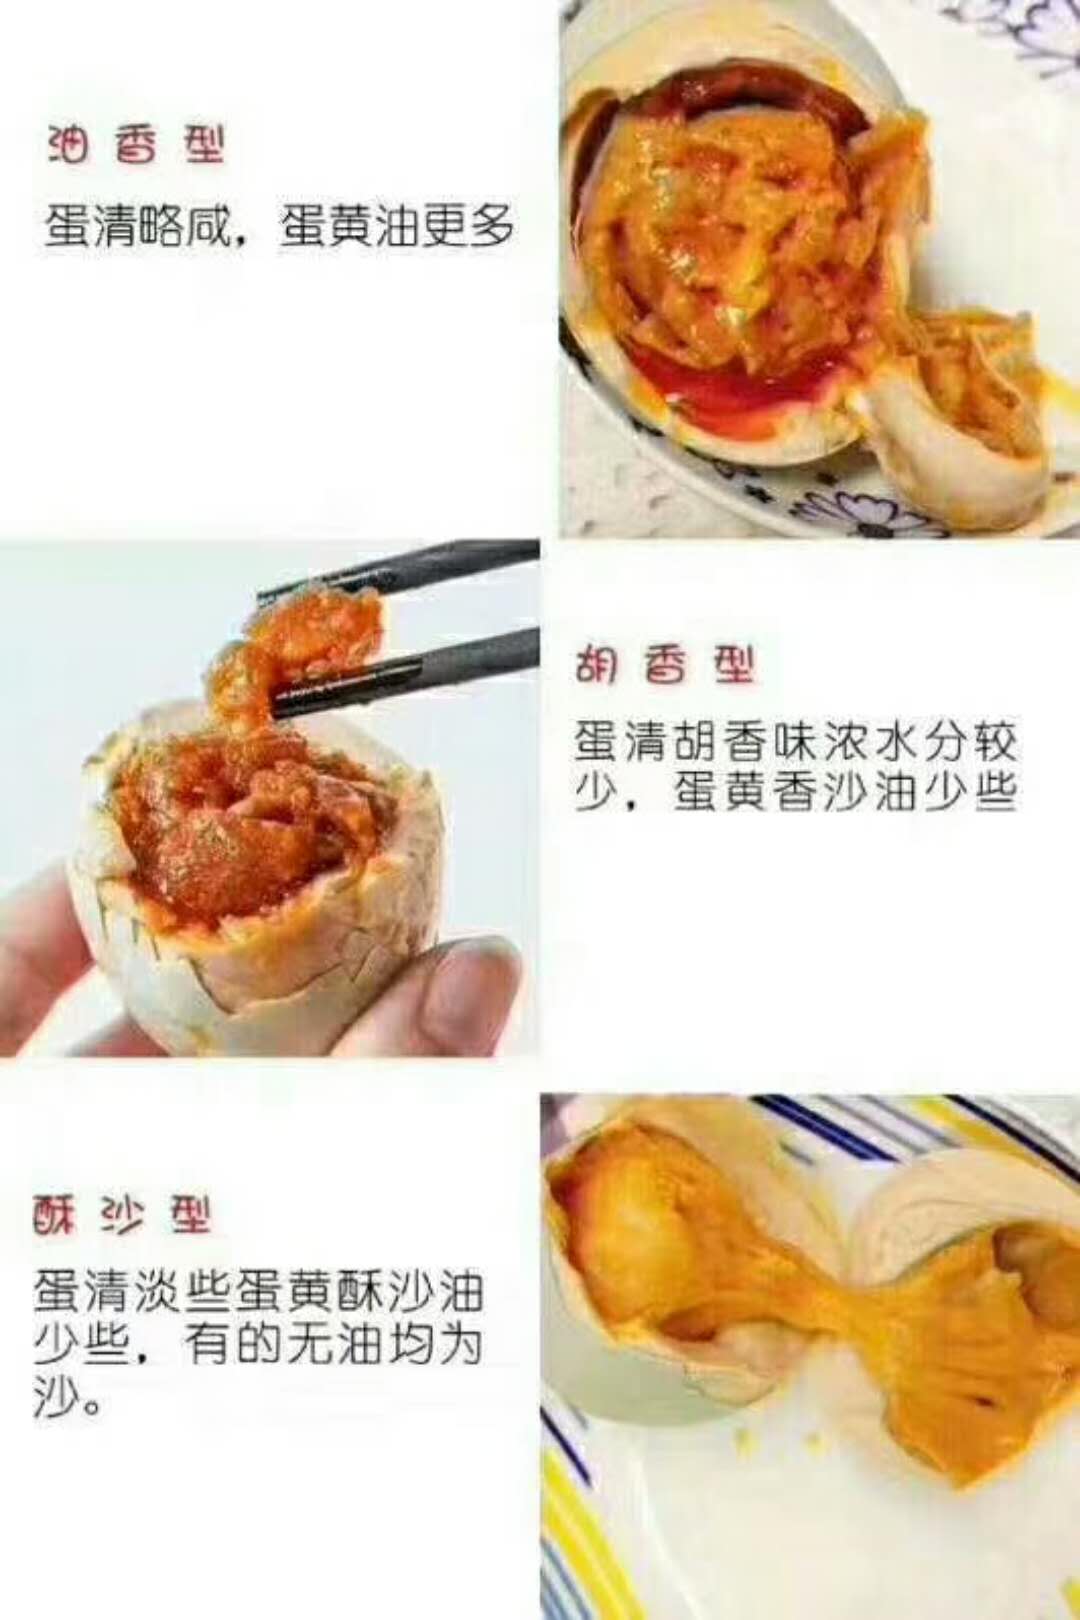 油香型
蛋清略咸，蛋黄油更多
胡香型
蛋清胡香味浓水分较
少，蛋黄香沙油少些
酥沙型
蛋清淡些蛋黄酥沙油
少些，有的无油均为
沙。